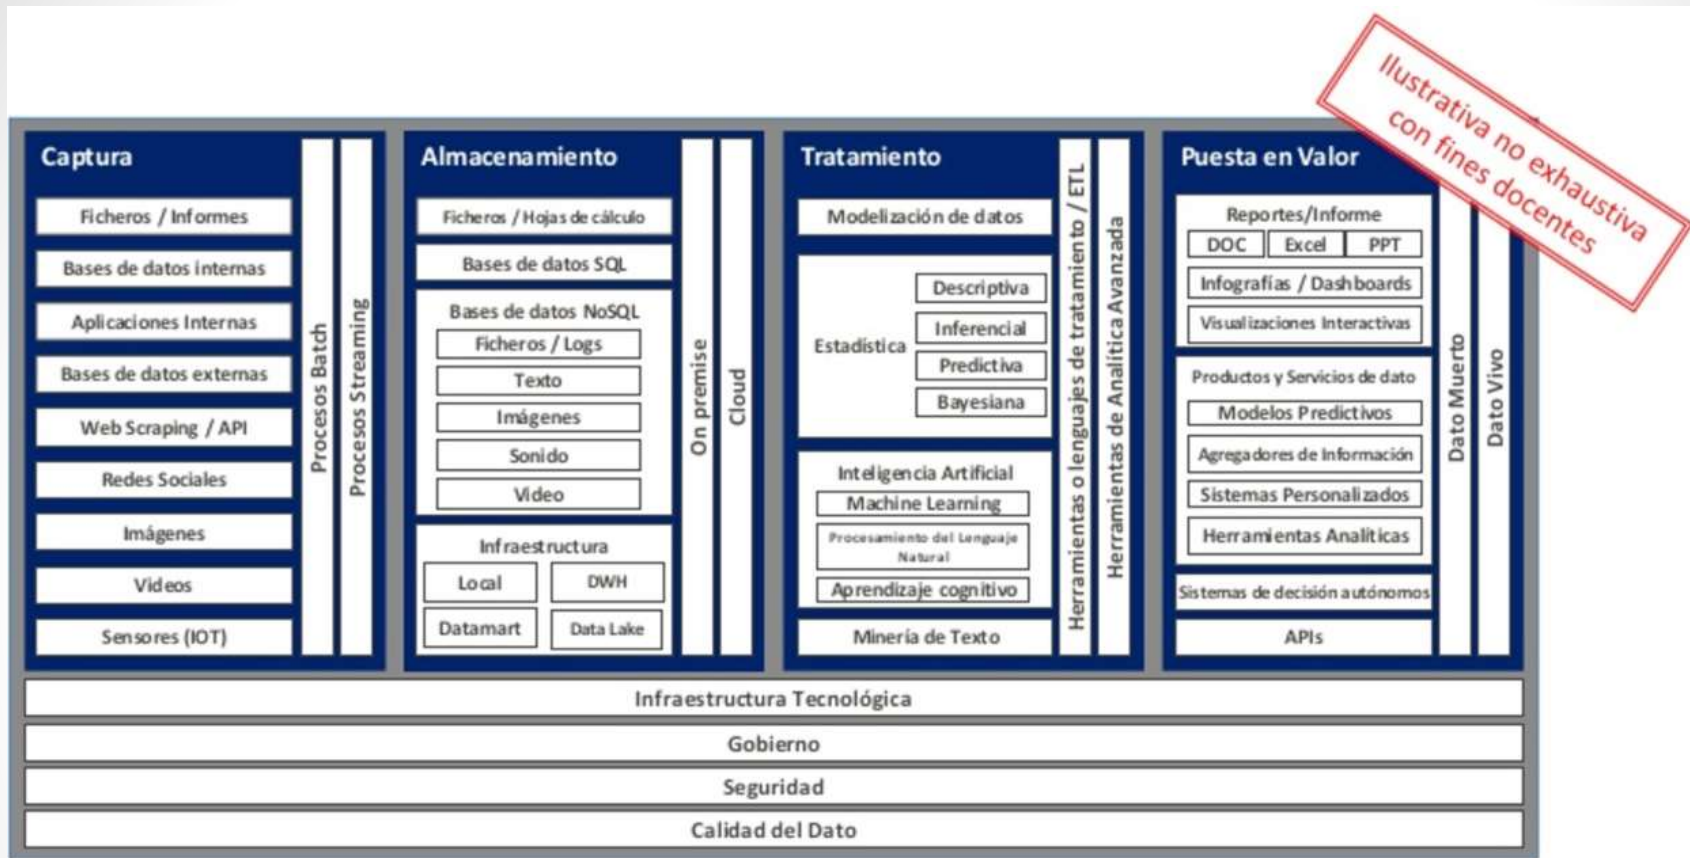 Ilustrativa no exhaustiva
con fines docentes
Captura
Ficheros / Informes
Bases de datos internas
Aplicaciones Internas
Bases de datos externas
Web Scraping / API
Redes Sociales
Imágenes
Videos
Sensores (IOT)
Procesos Batch
Procesos Streaming
Almacenamiento
Ficheros / Hojas de cálculo
Bases de datos SQL
Bases de datos NoSQL
Ficheros / Logs
Texto
Imágenes
Sonido
Video
Infraestructura
Local
DWH
Datamart
Data Lake
On premise
Cloud
Tratamiento
Modelización de datos
Estadística
Descriptiva
Inferencial
Predictiva
Bayesiana
Inteligencia Artificial
Machine Learning
Procesamiento del Lenguaje
Natural
Aprendizaje cognitivo
Minería de Texto
Herramientas o lenguajes de tratamiento / ETL
Herramientas de Analítica Avanzada
Puesta en Valor
Reportes/Informe
DOC
Excel
PPT
Infografías / Dashboards
Visualizaciones Interactivas
Productos y Servicios de dato
Modelos Predictivos
Agregadores de Información
Sistemas Personalizados
Herramientas Analíticas
Sistemas de decisión autónomos
APIs
Dato Muerto
Dato Vivo
Infraestructura Tecnológica
Gobierno
Seguridad
Calidad del Dato